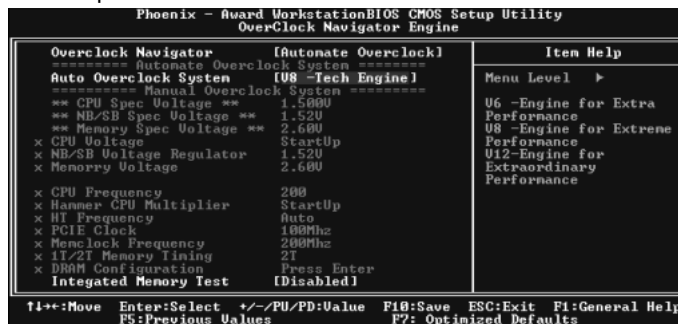 Phoenix - Award WorkstationBIOS CMOS Setup Utility
OverClock Navigator Engine
Overclock Navigator [Automate Overclock]
========= Automate Overclock System ========
Auto Overclock System [V8 -Tech Engine]
========== Manual Overclock System =========
** CPU Spec Voltage ** 1.500V
** NB/SB Spec Voltage ** 1.52V
** Memory Spec Voltage ** 2.60V
x CPU Voltage StartUp
x NB/SB Voltage Regulator 1.52V
x Memorry Voltage 2.60V
x CPU Frequency 200
x Hammer CPU Multiplier StartUp
x HT Frequency Auto
x PCIE Clock 100Mhz
x Memclock Frequency 200Mhz
x 1T/2T Memory Timing 2T
x DRAM Configuration Press Enter
Integated Memory Test [Disabled]
Item Help
Menu Level ►
V6 -Engine for Extra
Performance
V8 -Engine for Extreme
Performance
V12-Engine for
Extraordinary
Performance
↑↓→←:Move Enter:Select +/-/PU/PD:Value F10:Save ESC:Exit F1:General Help
F5:Previous Values F7: Optimized Defaults